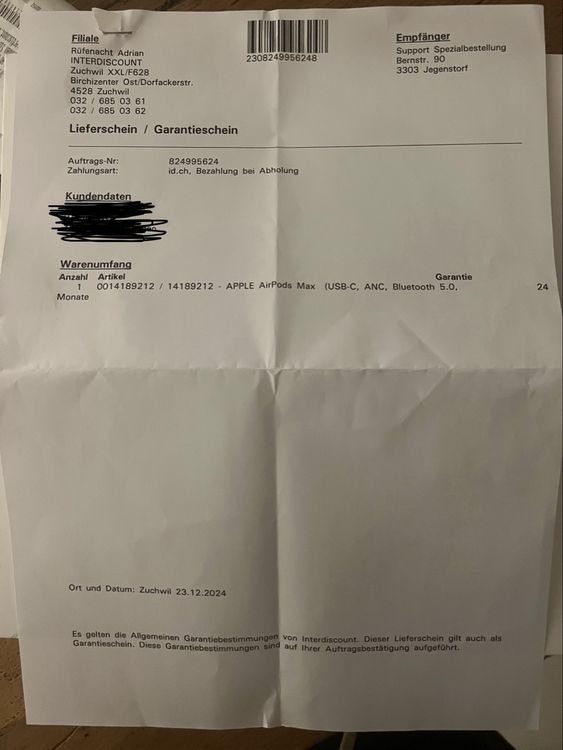 Filiale
Rüfenacht Adrian
INTERDISCOUNT
Zuchwil XXL/F628
Birchizenter Ost/Dorfackerstr.
4528 Zuchwil
032 / 685 03 61
032 / 685 03 62
2308249956248
Empfänger
Support Spezialbestellung
Bernstr. 90
3303 Jegenstorf
Lieferschein / Garantieschein
Auftrags-Nr: 824995624
Zahlungsart: id.ch, Bezahlung bei Abholung
Kundendaten
Warenumfang
Anzahl Artikel Garantie
1 0014189212 / 14189212 - APPLE AirPods Max (USB-C, ANC, Bluetooth 5.0, 24
Monate
Ort und Datum: Zuchwil 23.12.2024
Es gelten die Allgemeinen Garantiebestimmungen von Interdiscount. Dieser Lieferschein gilt auch als
Garantieschein. Diese Garantiebestimmungen sind auf Ihrer Auftragsbestätigung aufgeführt.